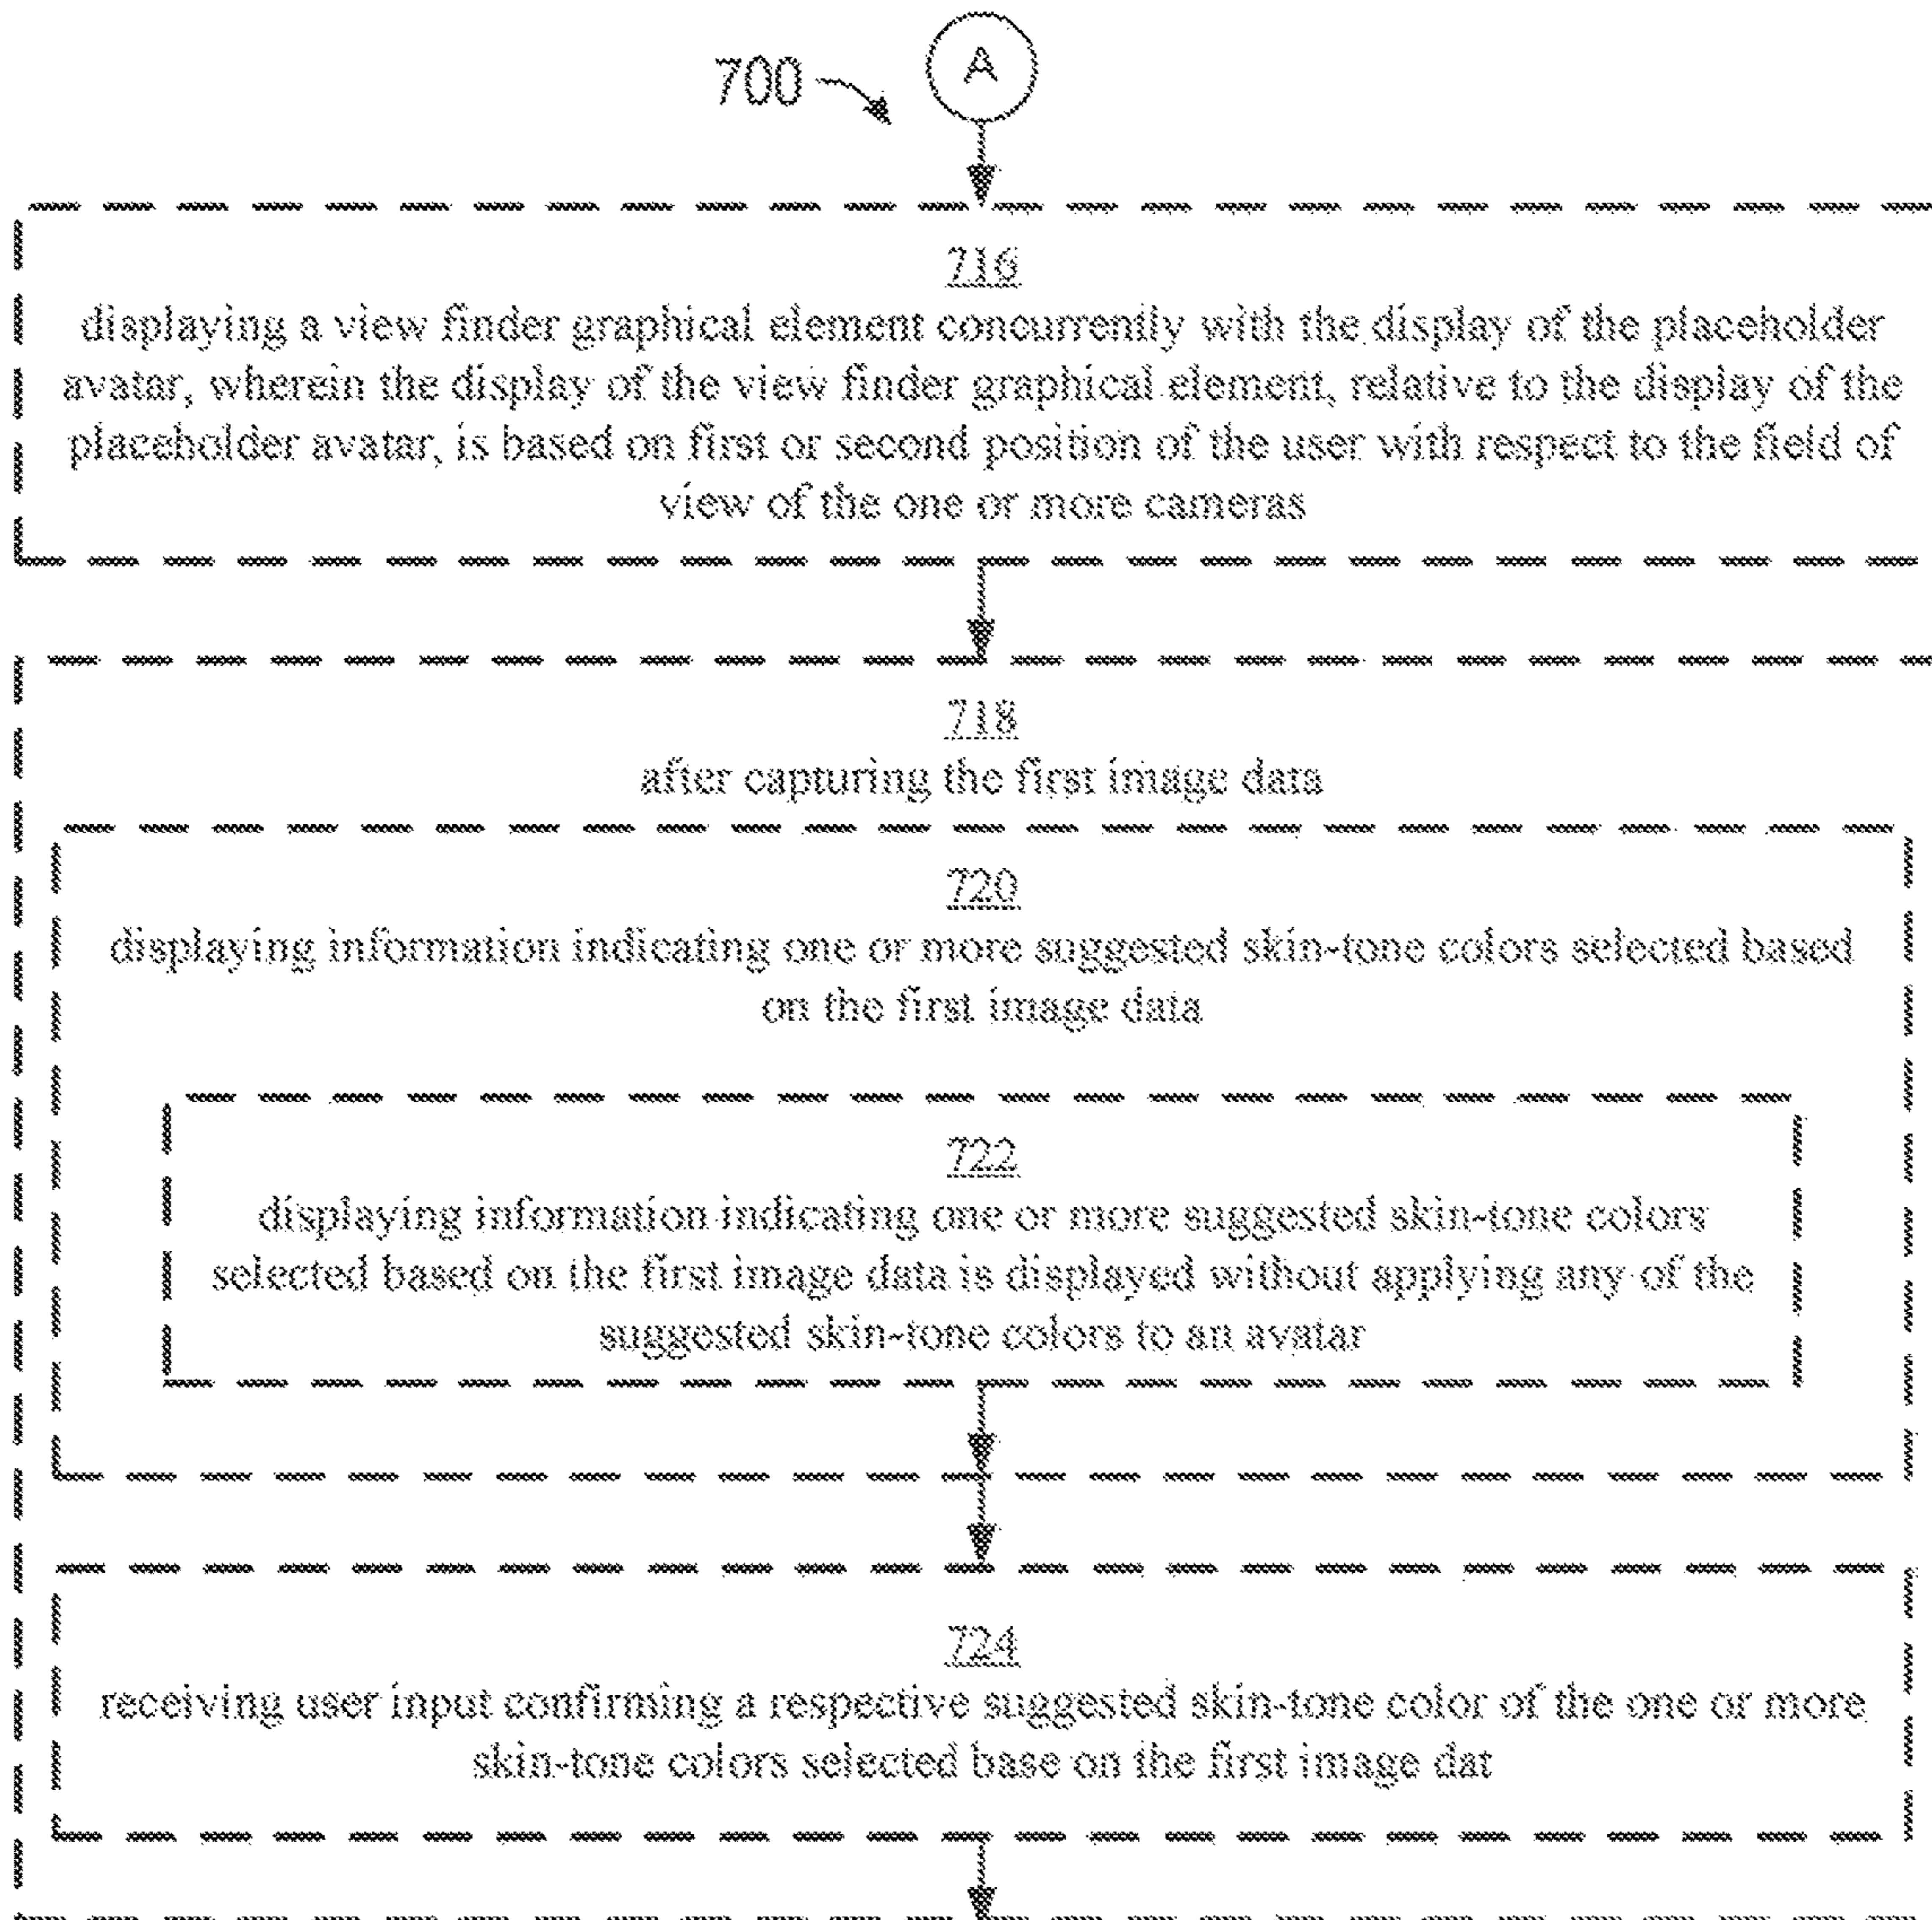 A
700
716
displaying a view finder graphical element concurrently with the display of the placeholder
avatar, wherein the display of the view finder graphical element, relative to the display of the
placeholder avatar, is based on first or second position of the user with respect to the field of
view of the one or more cameras
718
after capturing the first image data
720
displaying information indicating one or more suggested skin-tone colors selected based
on the first image data
722
displaying information indicating one or more suggested skin-tone colors
selected based on the first image data is displayed without applying any of the
suggested skin-tone colors to an avatar
724
receiving user input confirming a respective suggested skin-tone color of the one or more
skin-tone colors selected base on the first image dat